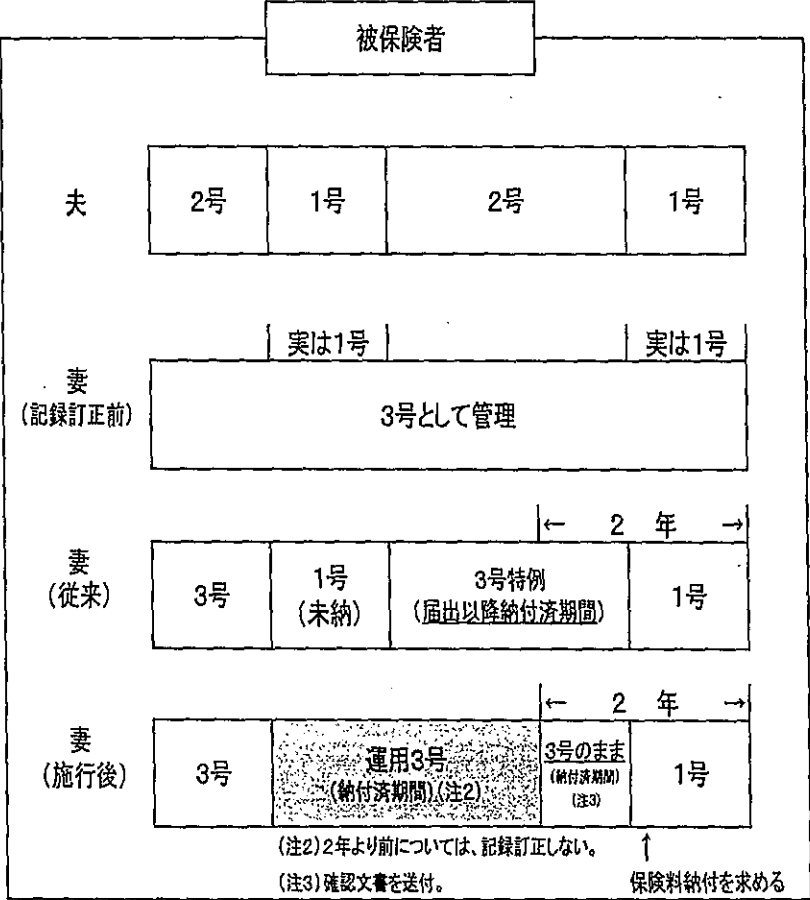 被保険者
夫
2号
1号
2号
1号
実は1号
実は1号
妻
(記録訂正前)
3号として管理
← 2年 →
妻
(従来)
3号
1号
(未納)
3号特例
(届出以降納付済期間)
1号
← 2年 →
妻
(施行後)
3号
運用3号
(納付済期間)(注2)
3号のまま
(納付済期間)
(注3)
1号
(注2)2年より前については、記録訂正しない。
↑
(注3)確認文書を送付。
保険料納付を求める